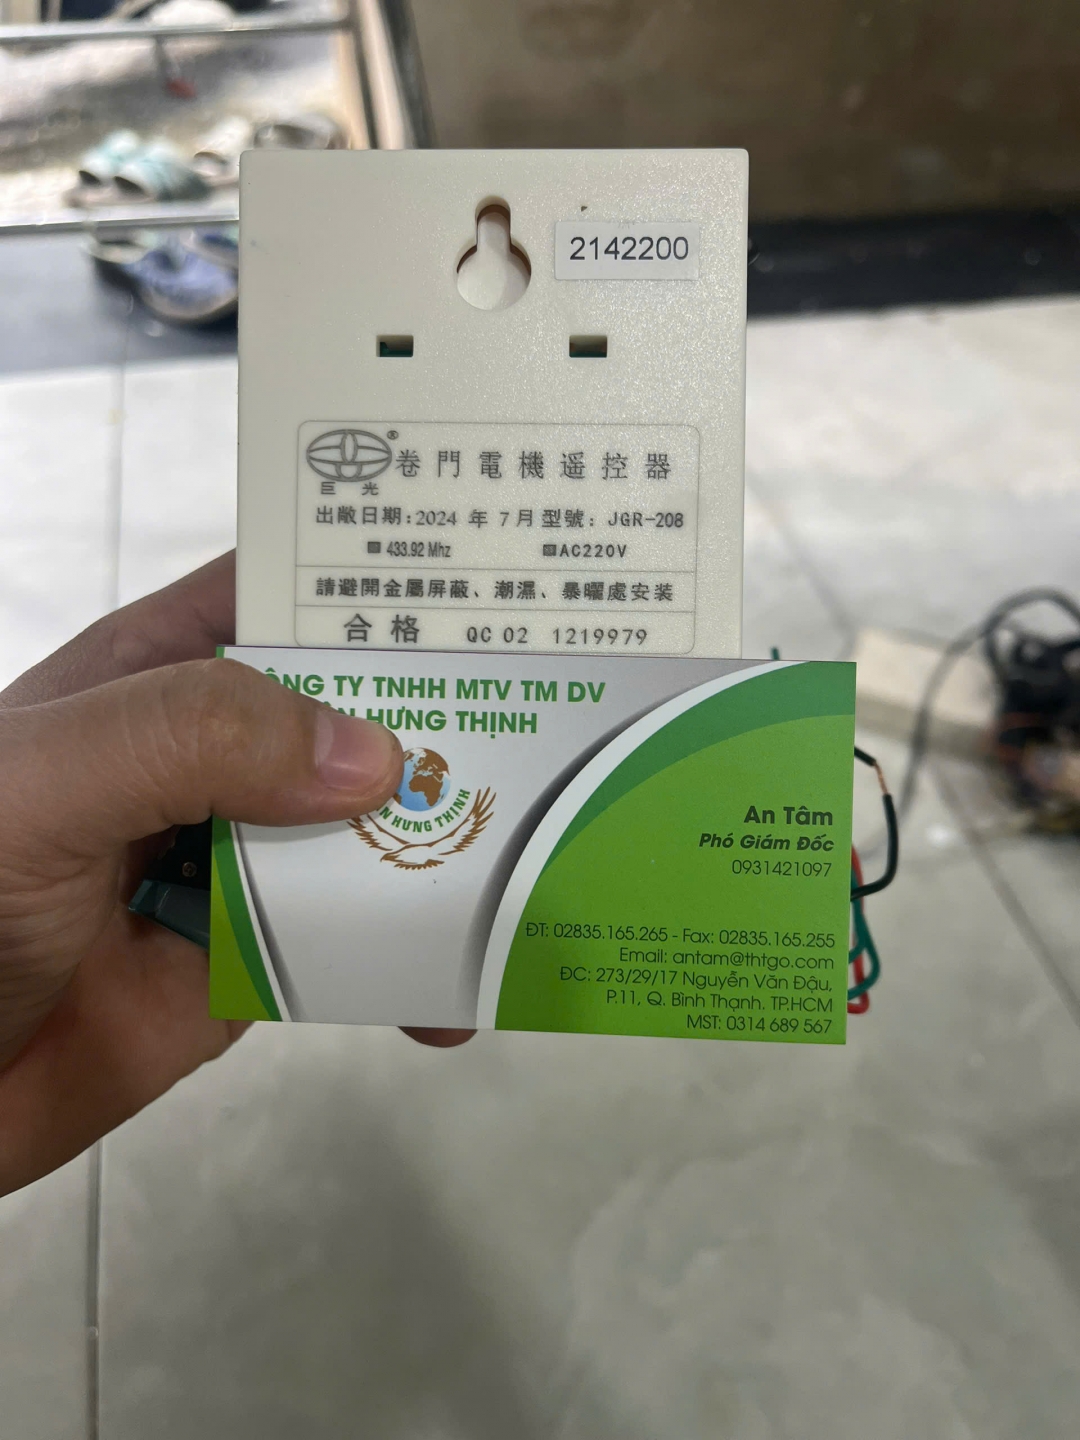 2142200
®
卷門電機遥控器
巨 光
出敝日期:2024 年 7 月 型號: JGR-208
433.92 Mhz AC220V
請避開金屬屏蔽、潮濕、暴曬處安装
合格 QC 02 1219979
TY TNHH MTV TM DV
HƯNG THỊNH
HƯNG THỊNH
An Tâm
Phó Giám Đốc
0931421097
ĐT: 02835.165.265 - Fax: 02835.165.255
Email: antam@thtgo.com
ĐC: 273/29/17 Nguyễn Văn Đậu,
P.11, Q. Bình Thạnh. TP.HCM
MST: 0314 689 567